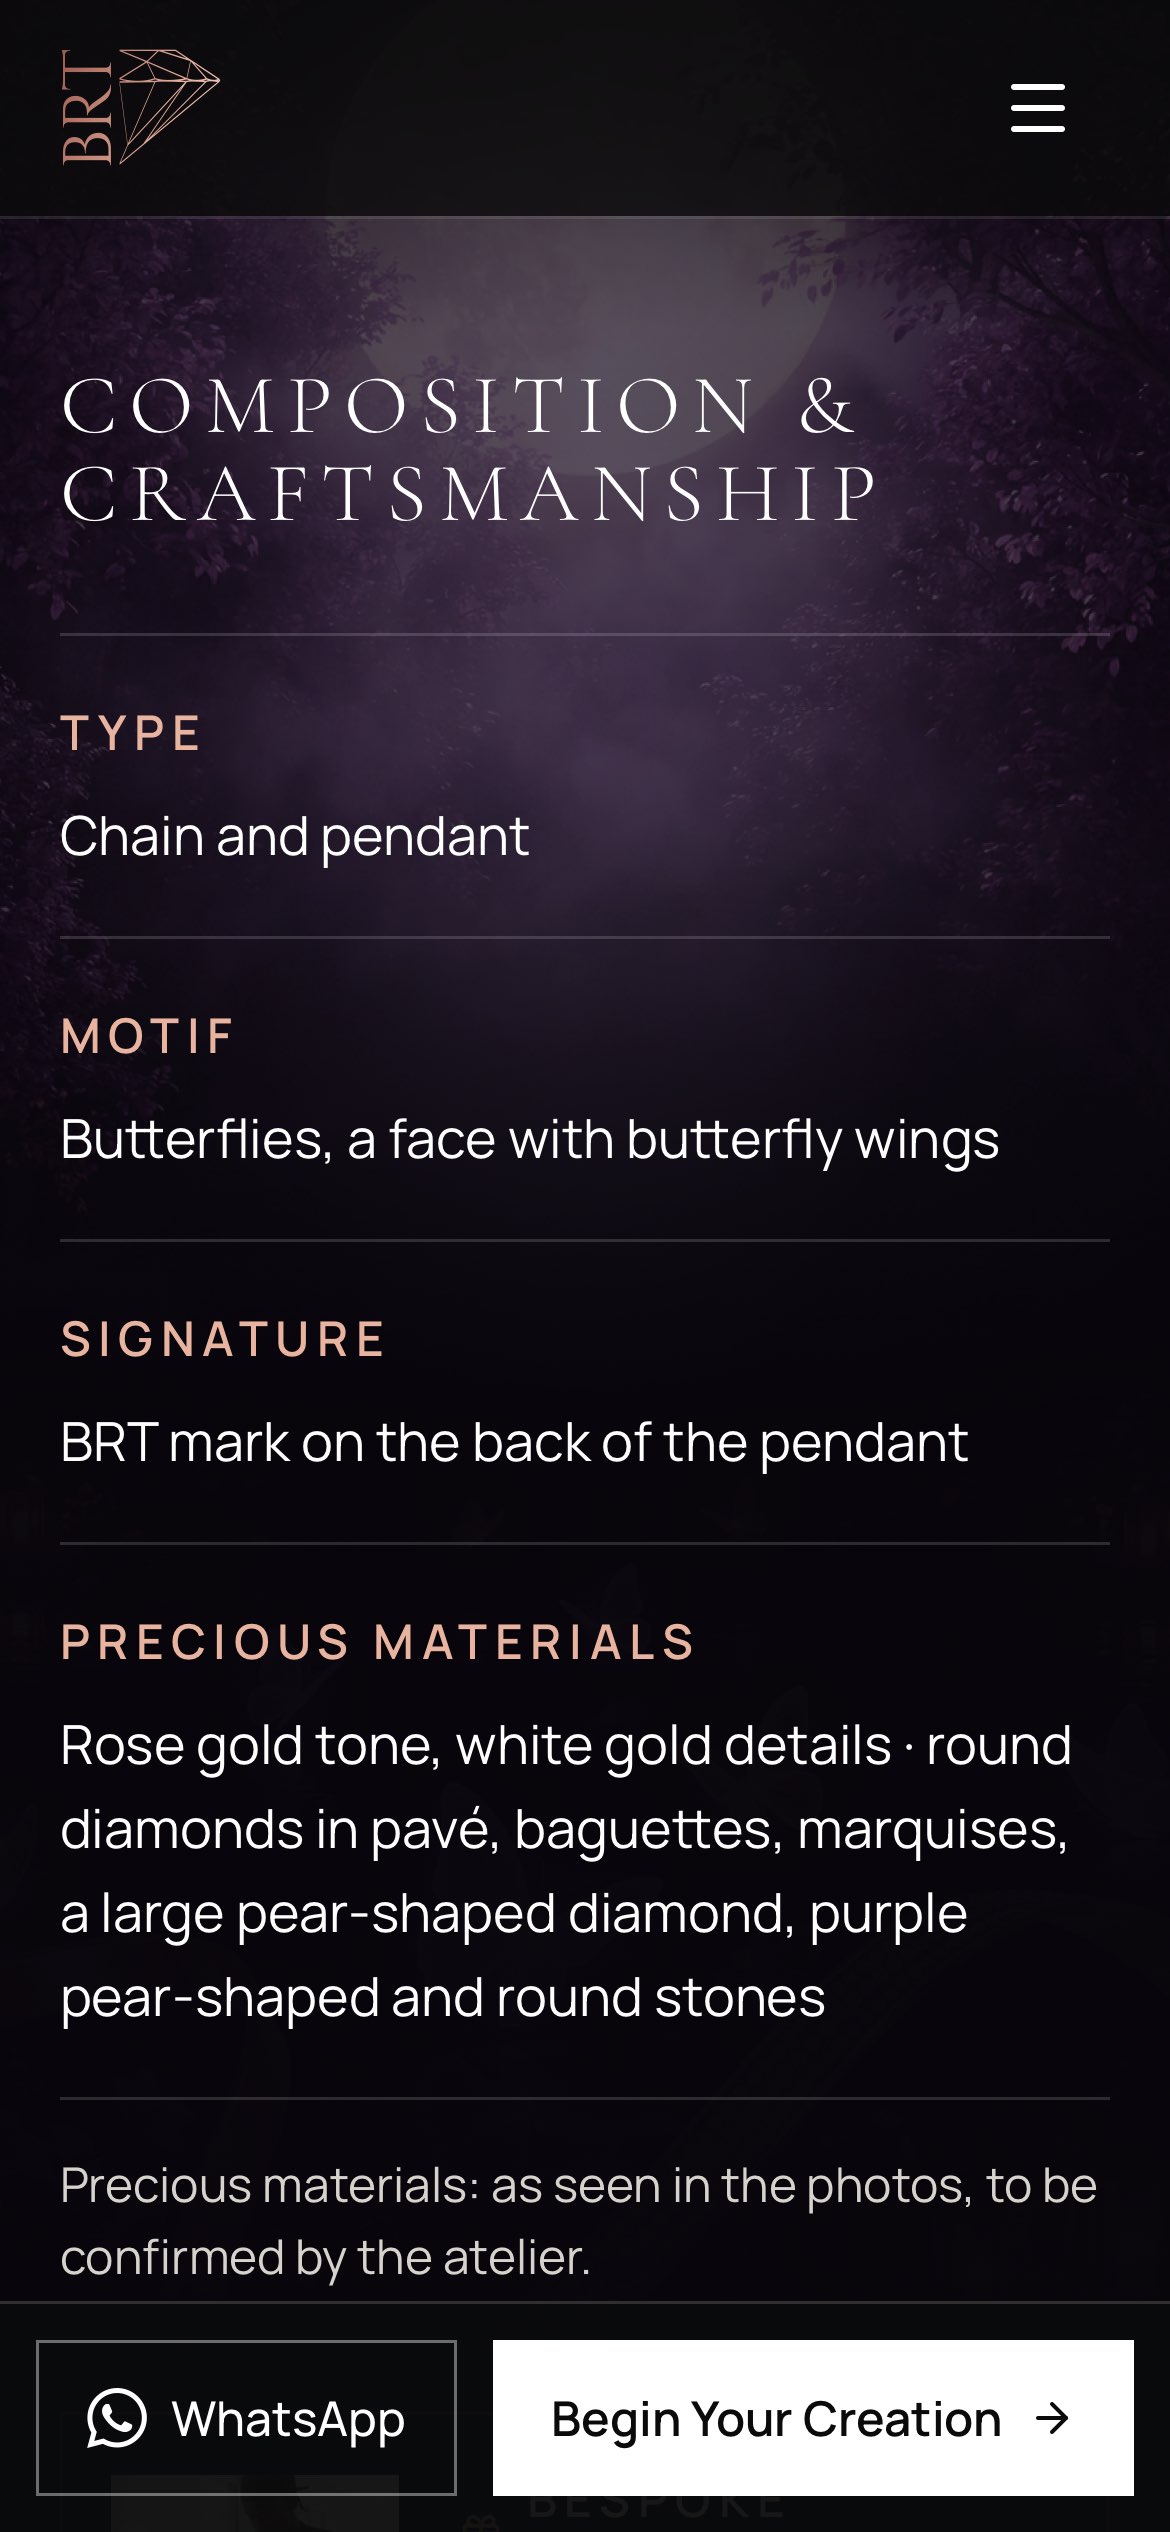 BRT
COMPOSITION &
CRAFTSMANSHIP
TYPE
Chain and pendant
MOTIF
Butterflies, a face with butterfly wings
SIGNATURE
BRT mark on the back of the pendant
PRECIOUS MATERIALS
Rose gold tone, white gold details · round
diamonds in pavé, baguettes, marquises,
a large pear-shaped diamond, purple
pear-shaped and round stones
Precious materials: as seen in the photos, to be
confirmed by the atelier.
WhatsApp
Begin Your Creation →
BESPOKE